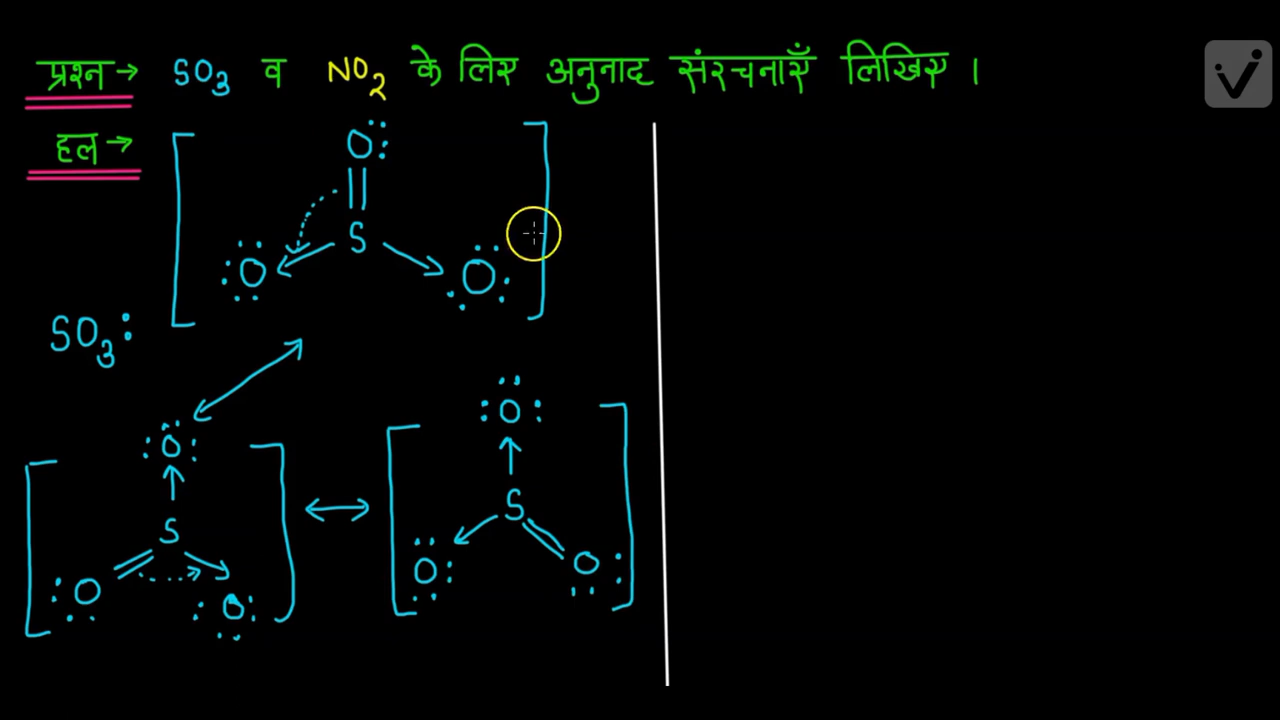 प्रश्न → SO₃ व NO₂ के लिए अनुनाद संरचनाएँ लिखिए ।
हल →
O
S
O O
SO₃:
O O
S S
O O O O